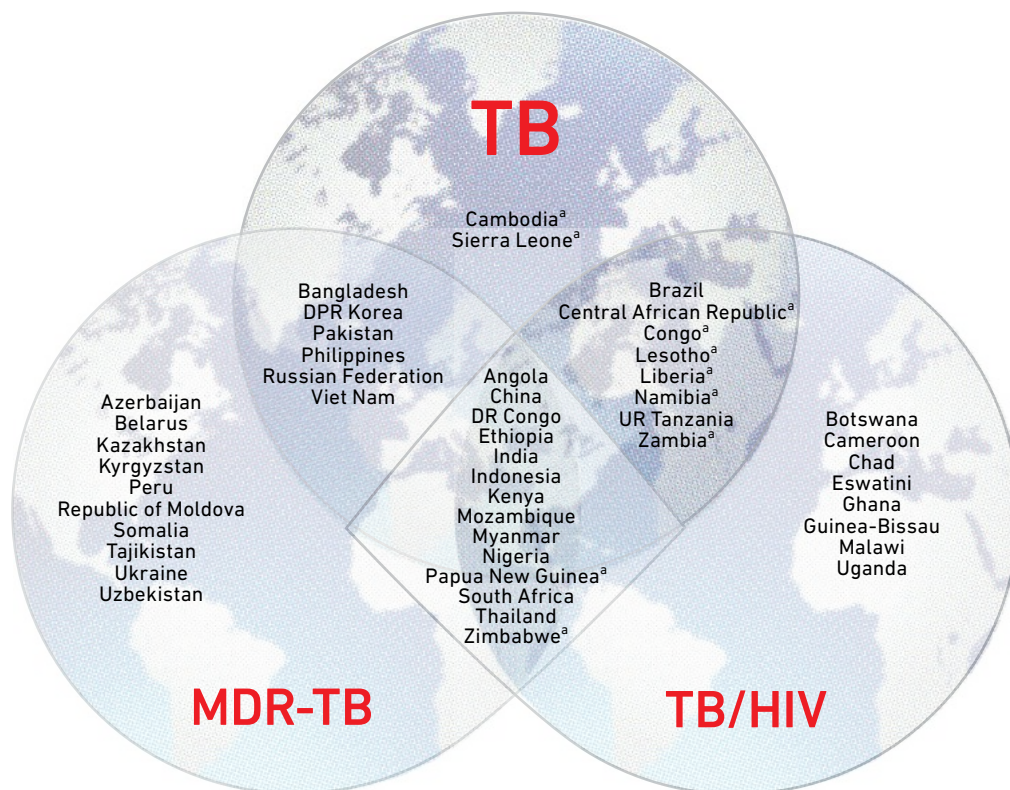 TB
Cambodiaᵃ
Sierra Leoneᵃ
Bangladesh
DPR Korea
Pakistan
Philippines
Russian Federation
Viet Nam
Brazil
Central African Republicᵃ
Congoᵃ
Lesothoᵃ
Liberiaᵃ
Namibiaᵃ
UR Tanzania
Zambiaᵃ
Angola
China
DR Congo
Ethiopia
India
Indonesia
Kenya
Mozambique
Myanmar
Nigeria
Papua New Guineaᵃ
South Africa
Thailand
Zimbabweᵃ
Azerbaijan
Belarus
Kazakhstan
Kyrgyzstan
Peru
Republic of Moldova
Somalia
Tajikistan
Ukraine
Uzbekistan
Botswana
Cameroon
Chad
Eswatini
Ghana
Guinea-Bissau
Malawi
Uganda
MDR-TB
TB/HIV